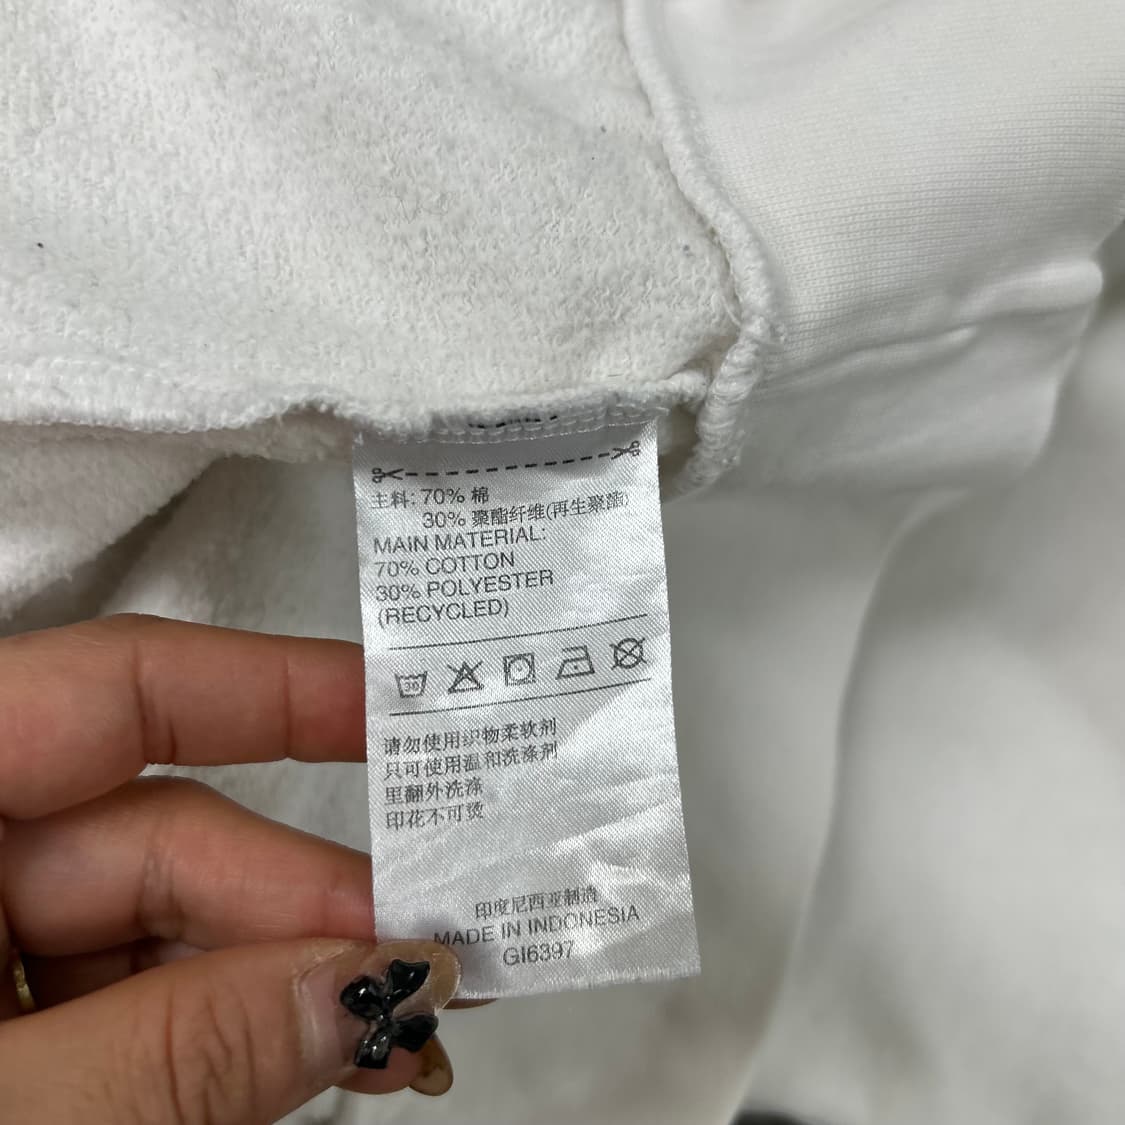 主料: 70% 棉
30% 聚酯纤维(再生聚酯)
MAIN MATERIAL:
70% COTTON
30% POLYESTER
(RECYCLED)
30
请勿使用织物柔软剂
只可使用温和洗涤剂
里翻外洗涤
印花不可烫
印度尼西亚制造
MADE IN INDONESIA
GI6397